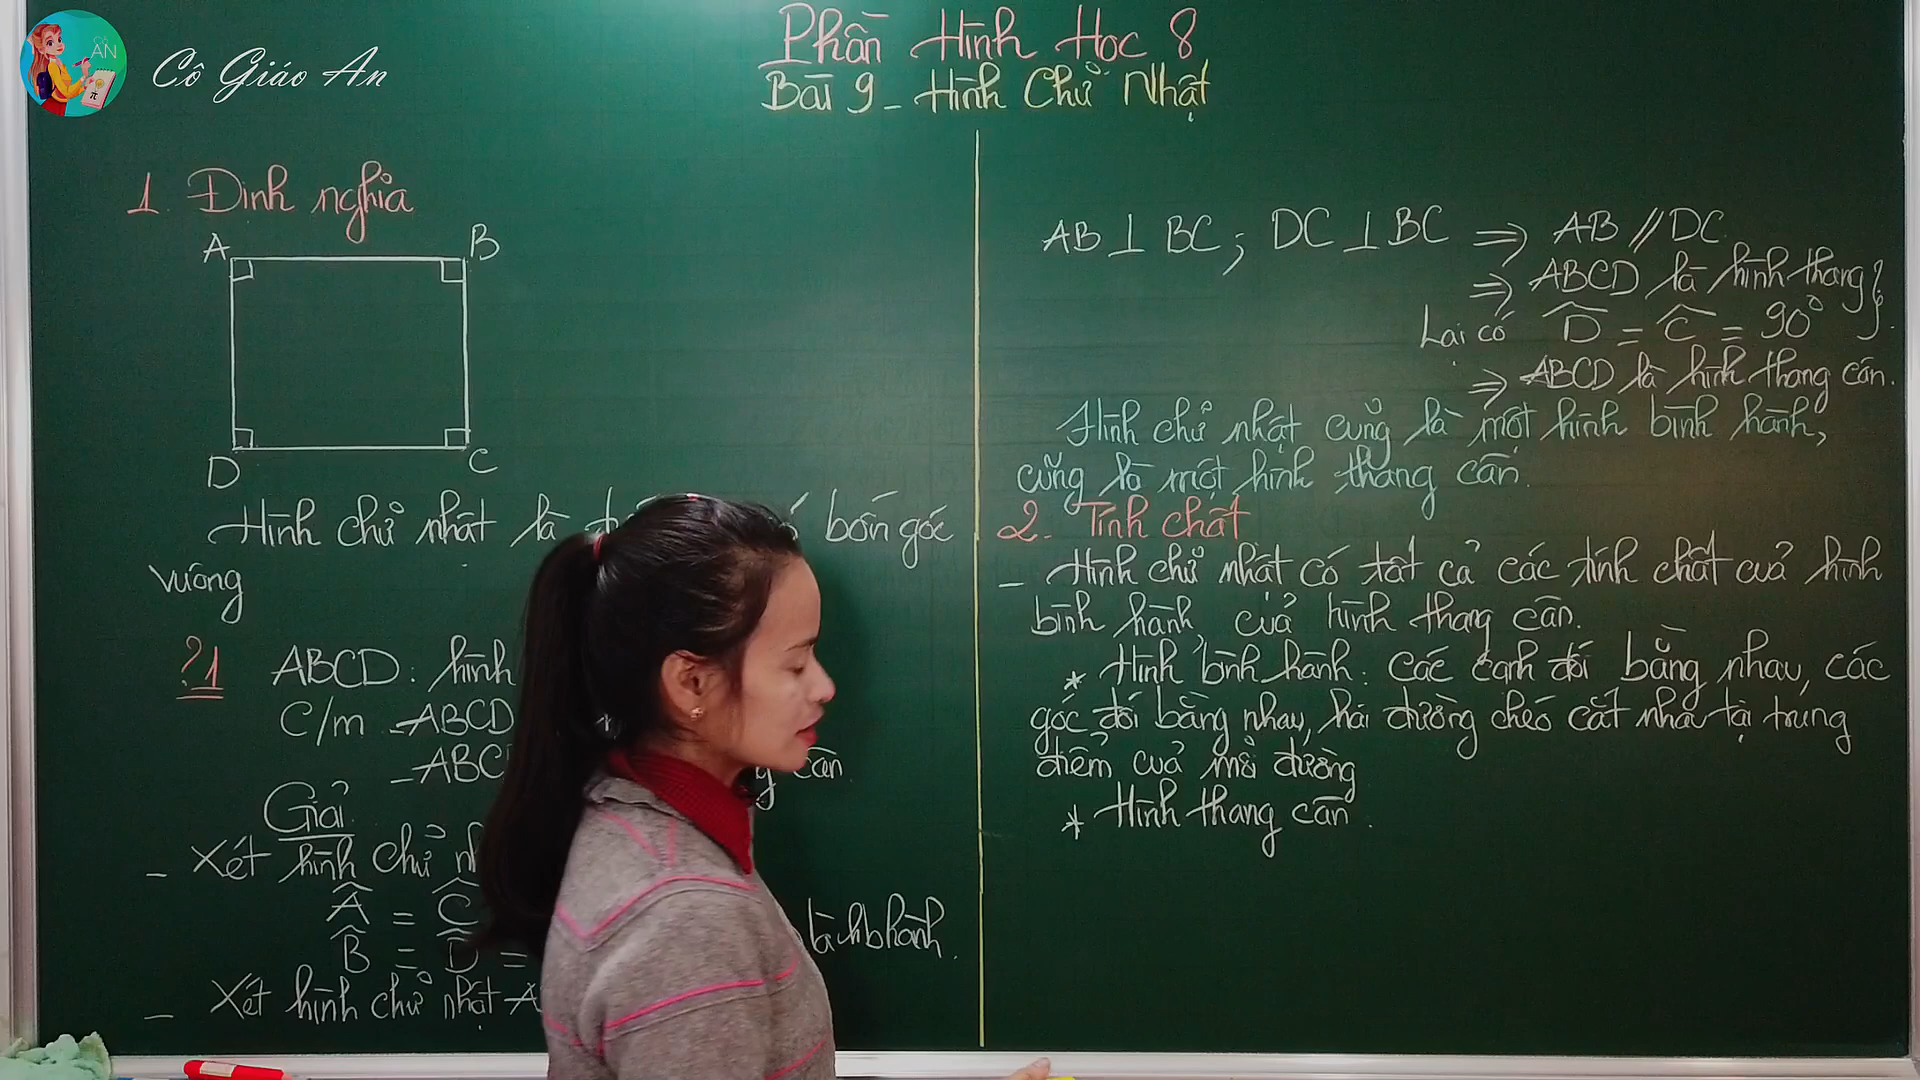 Cô Giáo An
AN
Phần Hình Học 8
Bài 9 - Hình Chữ Nhật
1. Định nghĩa
A B
D C
Hình chữ nhật là bốn góc
vuông
?1 ABCD: hình
C/m - ABCD
- ABC cân.
Giải
- Xét hình chữ
Â = Ĉ
B̂ = D̂ = là hbhành.
- Xét hình chữ nhật A
AB ⊥ BC ; DC ⊥ BC => AB // DC
=> ABCD là hình thang }
Lại có D̂ = Ĉ = 90°
=> ABCD là hình thang cân.
Hình chữ nhật cũng là một hình bình hành,
cũng là một hình thang cân.
2. Tính chất
- Hình chữ nhật có tất cả các tính chất của hình
bình hành, của hình thang cân.
* Hình bình hành: Các cạnh đối bằng nhau, các
góc đối bằng nhau, hai đường chéo cắt nhau tại trung
điểm của mỗi đường
* Hình thang cân.